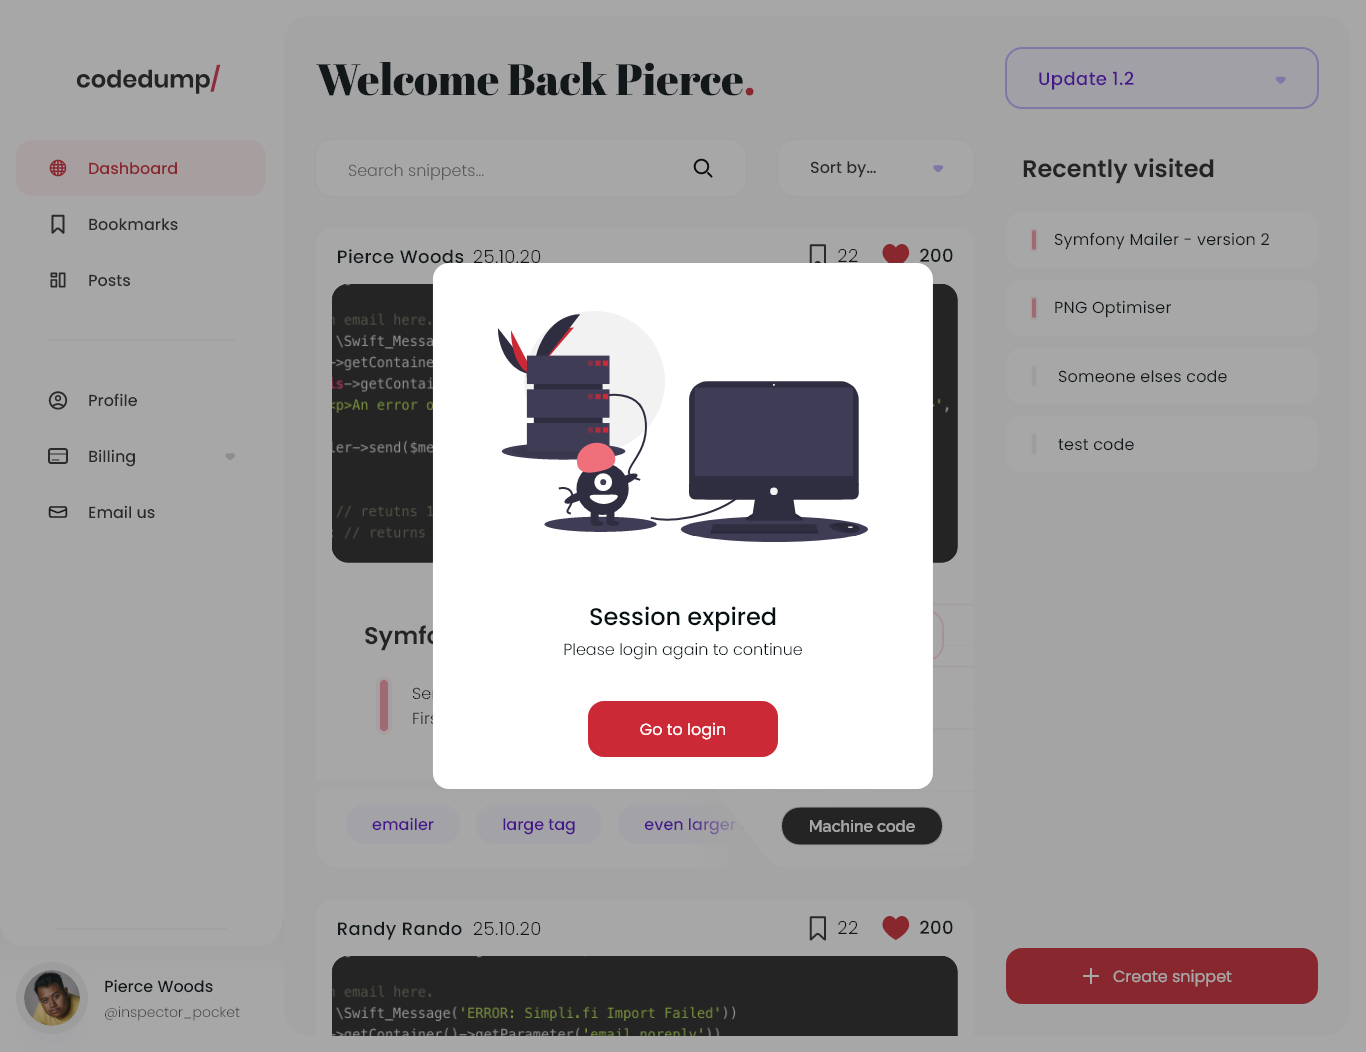 codedump/
Dashboard
Bookmarks
Posts
Profile
Billing
Email us
Pierce Woods
@inspector_pocket
Welcome Back Pierce.
Search snippets...
Sort by...
Pierce Woods 25.10.20
22 200
email here.
\Swift_Messa
->getContaine
->getContai
<p>An error o
',
ler->send($me
// retutns 1
: // returns
Symfo
Se
Firs
emailer
large tag
even larger
Machine code
Session expired
Please login again to continue
Go to login
Randy Rando 25.10.20
22 200
email here.
\Swift_Message('ERROR: Simpli.fi Import Failed'))
->getContainer()->getParameter('email_noreply'))
Update 1.2
Recently visited
Symfony Mailer - version 2
PNG Optimiser
Someone elses code
test code
Create snippet